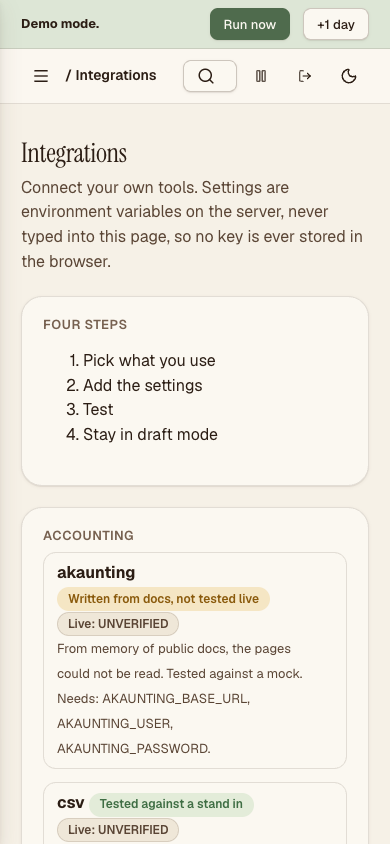 Demo mode.
Run now
+1 day
/ Integrations
Integrations
Connect your own tools. Settings are
environment variables on the server, never
typed into this page, so no key is ever stored in
the browser.
FOUR STEPS
1. Pick what you use
2. Add the settings
3. Test
4. Stay in draft mode
ACCOUNTING
akaunting
Written from docs, not tested live
Live: UNVERIFIED
From memory of public docs, the pages
could not be read. Tested against a mock.
Needs: AKAUNTING_BASE_URL,
AKAUNTING_USER,
AKAUNTING_PASSWORD.
csv Tested against a stand in
Live: UNVERIFIED